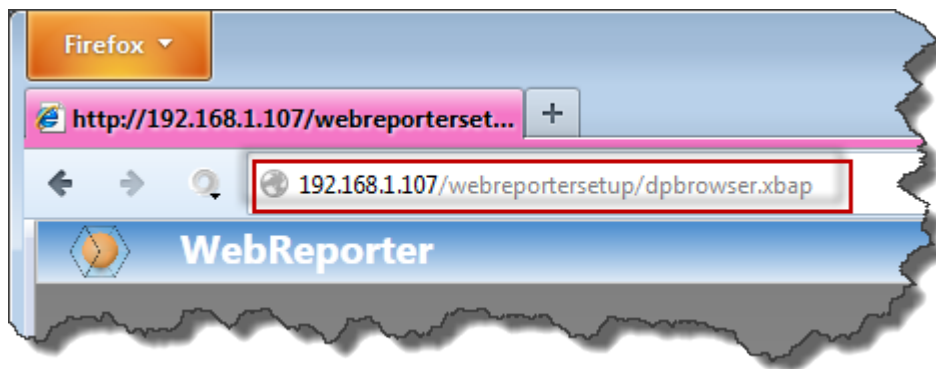 Firefox
http://192.168.1.107/webreporterset...
192.168.1.107/webreportersetup/dpbrowser.xbap
WebReporter